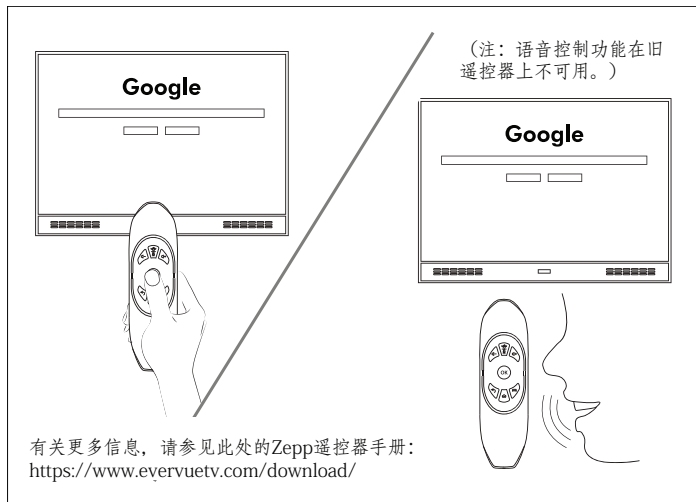 Google
（注：语音控制功能在旧
遥控器上不可用。）
Google
OK
有关更多信息，请参见此处的Zepp遥控器手册：
https://www.evervuetv.com/download/